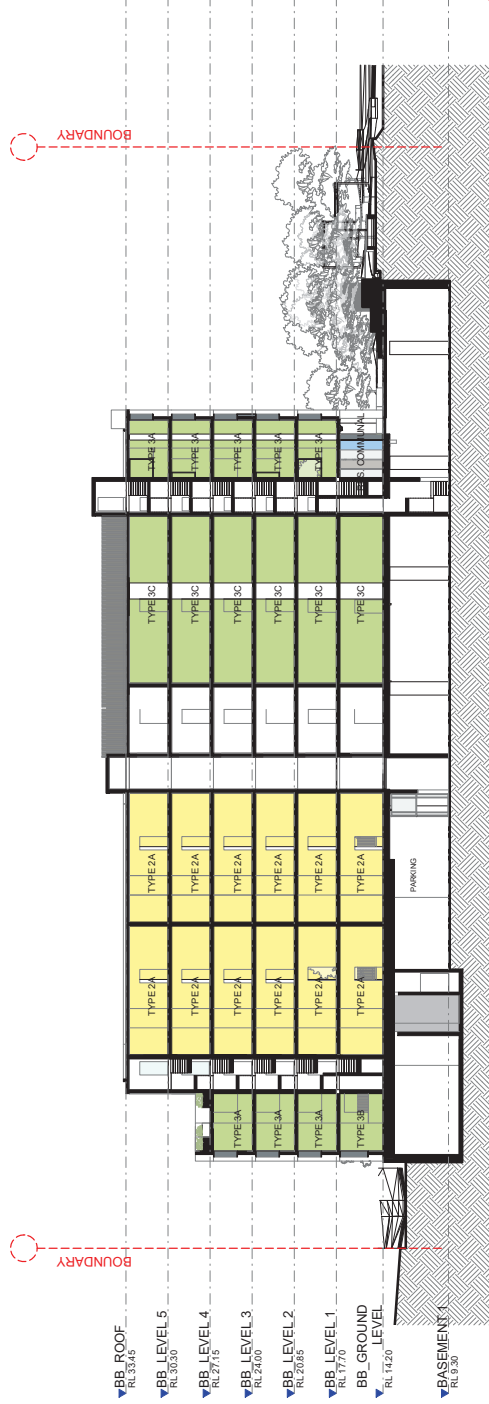 BOUNDARY
BOUNDARY
BB_ROOF
RL 33.45
TYPE 2A
TYPE 2A
TYPE 3C
TYPE 3A
BB_LEVEL 5
RL 30.30
TYPE 2A
TYPE 2A
TYPE 3C
TYPE 3A
BB_LEVEL 4
RL 27.15
TYPE 3A
TYPE 2A
TYPE 2A
TYPE 3C
TYPE 3A
BB_LEVEL 3
RL 24.00
TYPE 3A
TYPE 2A
TYPE 2A
TYPE 3C
TYPE 3A
BB_LEVEL 2
RL 20.85
TYPE 3A
TYPE 2A
TYPE 2A
TYPE 3C
TYPE 3A
BB_LEVEL 1
RL 17.70
TYPE 3B
TYPE 2A
TYPE 2A
TYPE 3C
COMMUNAL
BB_GROUND
LEVEL
RL 14.20
PARKING
BASEMENT 1
RL 9.30